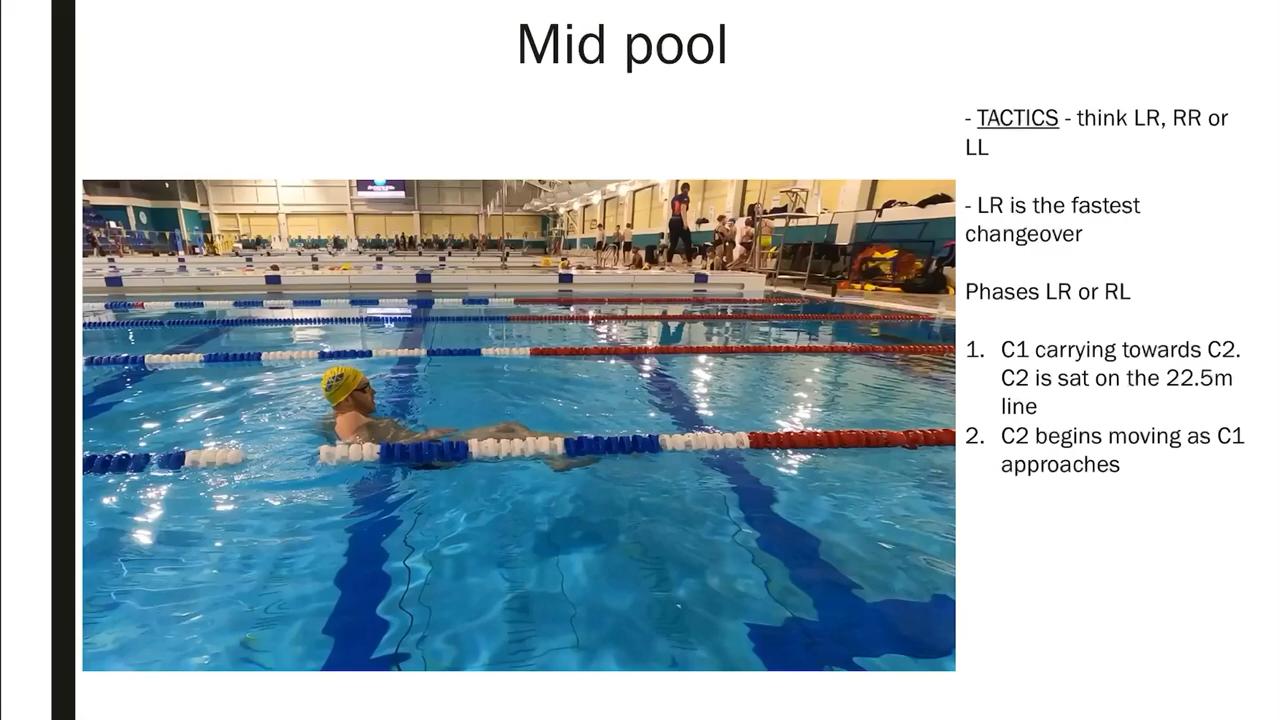 Mid pool
- TACTICS - think LR, RR or
LL
- LR is the fastest
changeover
Phases LR or RL
1. C1 carrying towards C2.
C2 is sat on the 22.5m
line
2. C2 begins moving as C1
approaches